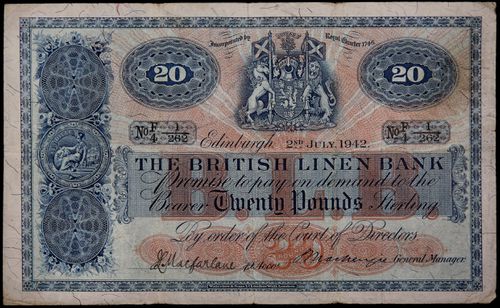 Incorporated by Royal Charter 1746
20 20
No F/4 1/262 No F/4 1/262
Edinburgh, 2ND JULY, 1942.
THE BRITISH LINEN BANK
Promise to pay on demand to the
Bearer Twenty Pounds Sterling
By order of the Court of Directors
General Manager.